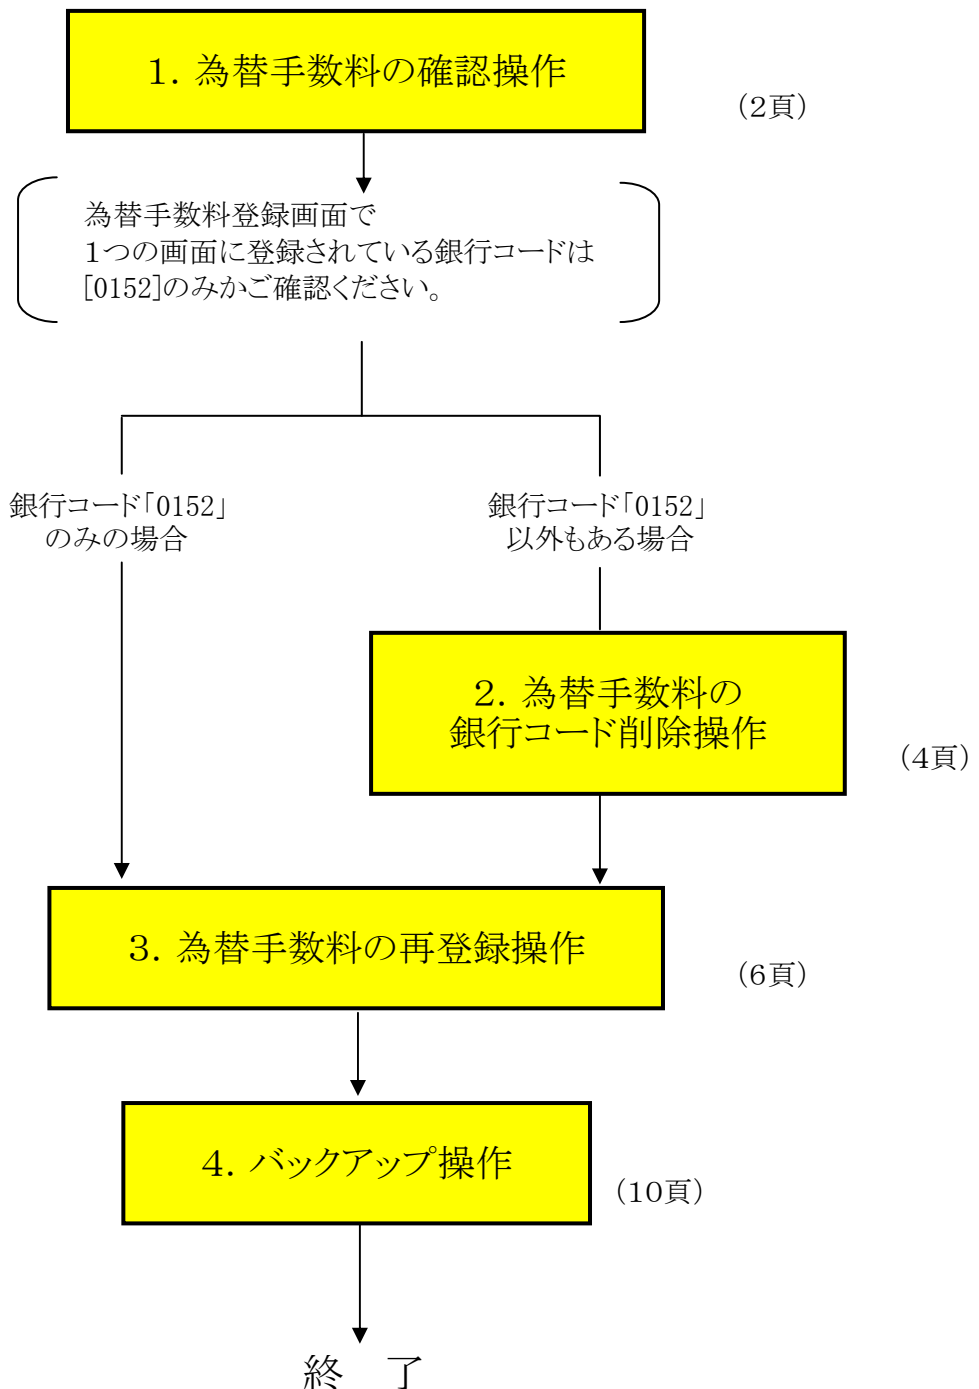 １．為替手数料の確認操作
（２頁）
為替手数料登録画面で
１つの画面に登録されている銀行コードは
[0152]のみかご確認ください。
銀行コード「0152」
のみの場合
銀行コード「0152」
以外もある場合
２．為替手数料の
銀行コード削除操作
（４頁）
３．為替手数料の再登録操作
（６頁）
４．バックアップ操作
（１０頁）
終　了